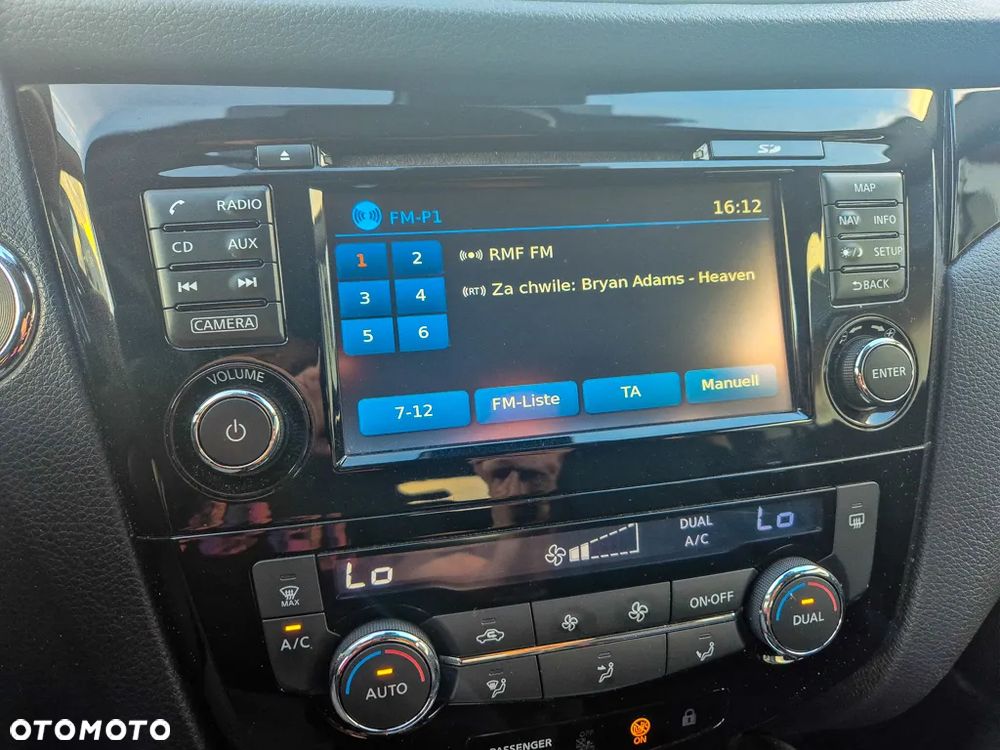 SD
RADIO
CD AUX
CAMERA
VOLUME
FM-P1 16:12
1 2
3 4
5 6
RMF FM
(RT) Za chwile: Bryan Adams - Heaven
7-12 FM-Liste TA Manuell
MAP
NAV INFO
SETUP
BACK
ENTER
Lo DUAL
A/C Lo
MAX
A/C
AUTO
ON·OFF
DUAL
PASSENGER
OFF
ON
OTOMOTO